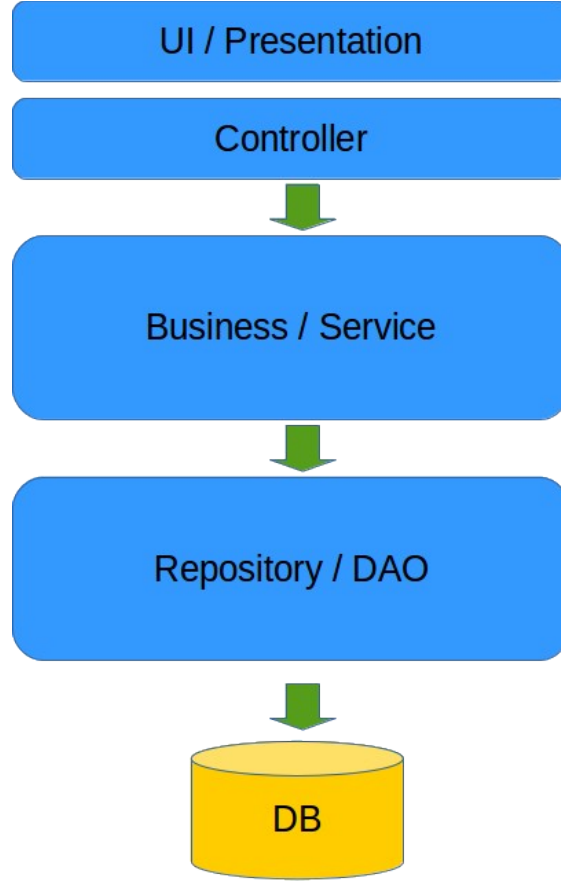 UI / Presentation
Controller
Business / Service
Repository / DAO
DB